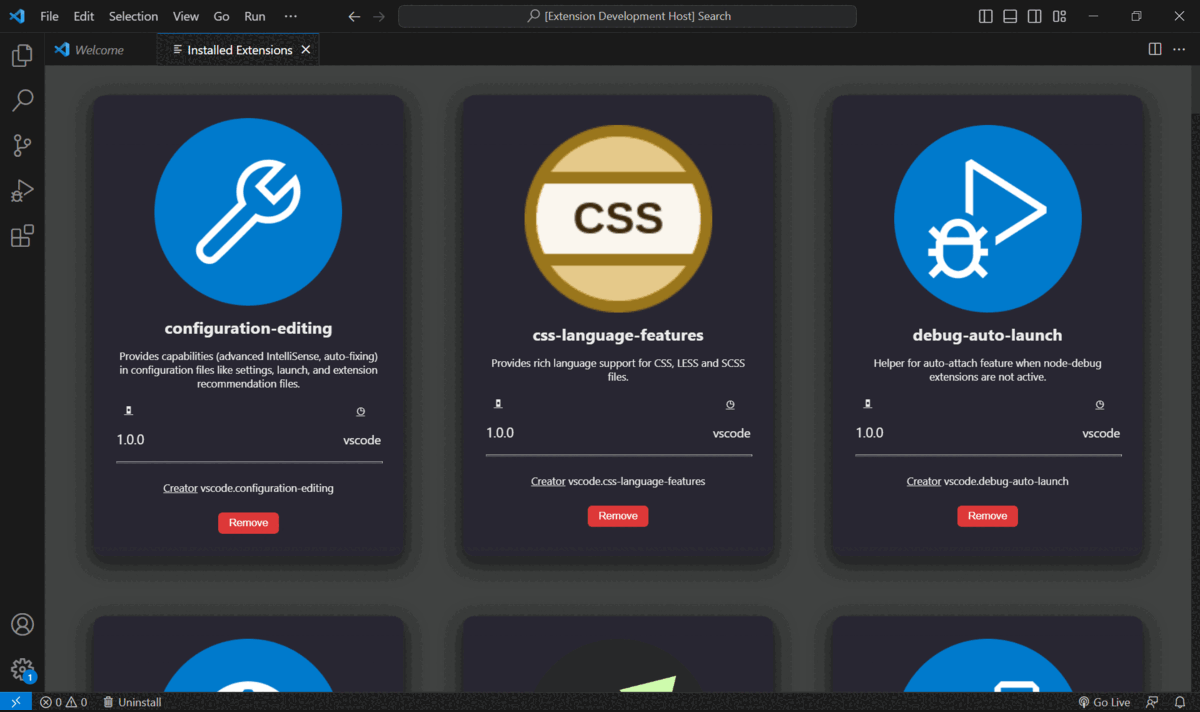 File Edit Selection View Go Run ···
[Extension Development Host] Search
Welcome
Installed Extensions
configuration-editing
Provides capabilities (advanced IntelliSense, auto-fixing)
in configuration files like settings, launch, and extension
recommendation files.
1.0.0
vscode
Creator vscode.configuration-editing
Remove
CSS
css-language-features
Provides rich language support for CSS, LESS and SCSS
files.
1.0.0
vscode
Creator vscode.css-language-features
Remove
debug-auto-launch
Helper for auto-attach feature when node-debug
extensions are not active.
1.0.0
vscode
Creator vscode.debug-auto-launch
Remove
1
0 0 Uninstall
Go Live